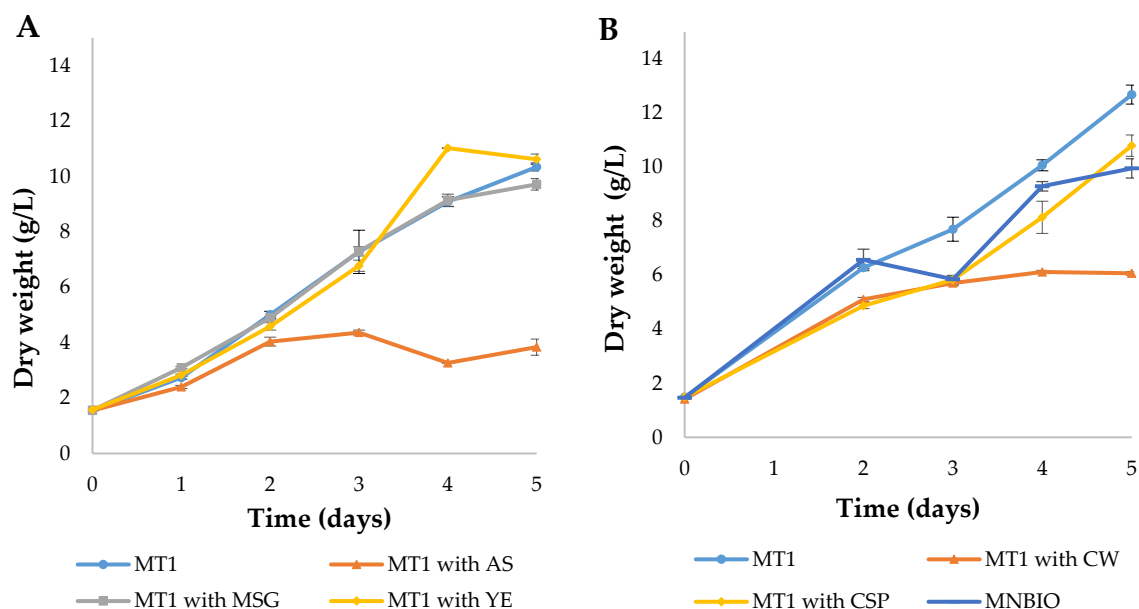 A
Dry weight (g/L)
14
12
10
8
6
4
2
0
0 1 2 3 4 5
Time (days)
MT1 MT1 with AS
MT1 with MSG MT1 with YE
B
Dry weight (g/L)
14
12
10
8
6
4
2
0
0 1 2 3 4 5
Time (days)
MT1 MT1 with CW
MT1 with CSP MNBIO